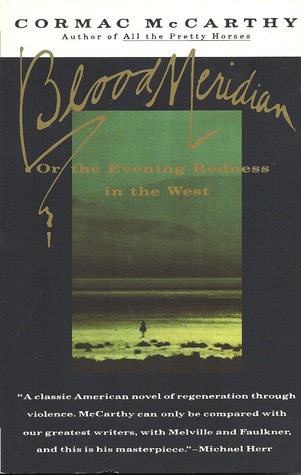 CORMAC McCARTHY
Author of All the Pretty Horses
Blood Meridian
Or the Evening Redness
in the West
“A classic American novel of regeneration through
violence. McCarthy can only be compared with
our greatest writers, with Melville and Faulkner,
and this is his masterpiece.”–Michael Herr